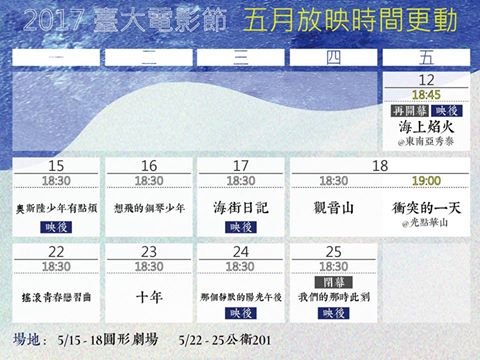 2017 臺大電影節 五月放映時間更動
一 二 三 四 五
12
18:45
再開幕 映後
海上焰火
@東南亞秀泰
15 16 17 18
18:30 18:30 18:30 18:30 19:00
奧斯陸少年有點煩 想飛的鋼琴少年 海街日記 觀音山 衝突的一天
映後 映後 @光點華山
22 23 24 25
18:30 18:30 18:30 18:30
閉幕
搖滾青春戀習曲 十年 那個靜默的陽光午後 我們的那時此刻
映後 映後
場地： 5/15 - 18圓形劇場 5/22 - 25公衛201